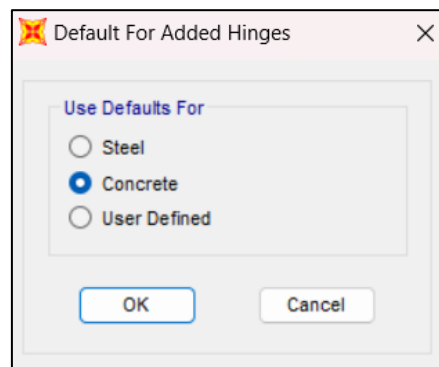 Default For Added Hinges
Use Defaults For
Steel
Concrete
User Defined
OK
Cancel